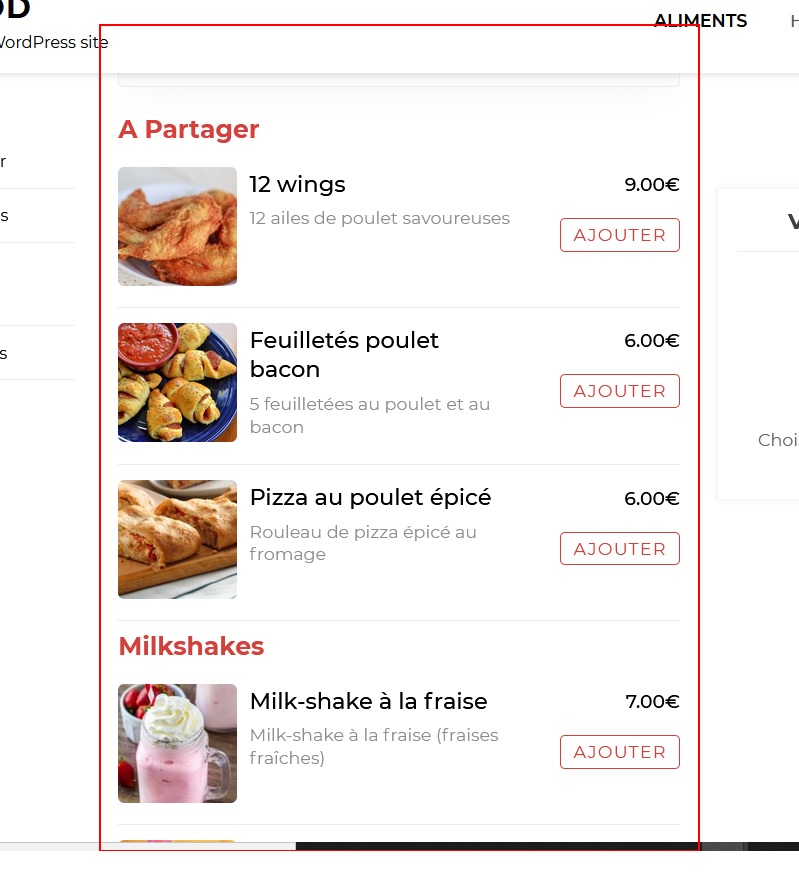 ALIMENTS
WordPress site
A Partager
12 wings
9.00€
12 ailes de poulet savoureuses
AJOUTER
Feuilletés poulet
bacon
6.00€
5 feuilletées au poulet et au
bacon
AJOUTER
Pizza au poulet épicé
6.00€
Rouleau de pizza épicé au
fromage
AJOUTER
Milkshakes
Milk-shake à la fraise
7.00€
Milk-shake à la fraise (fraises
fraîches)
AJOUTER